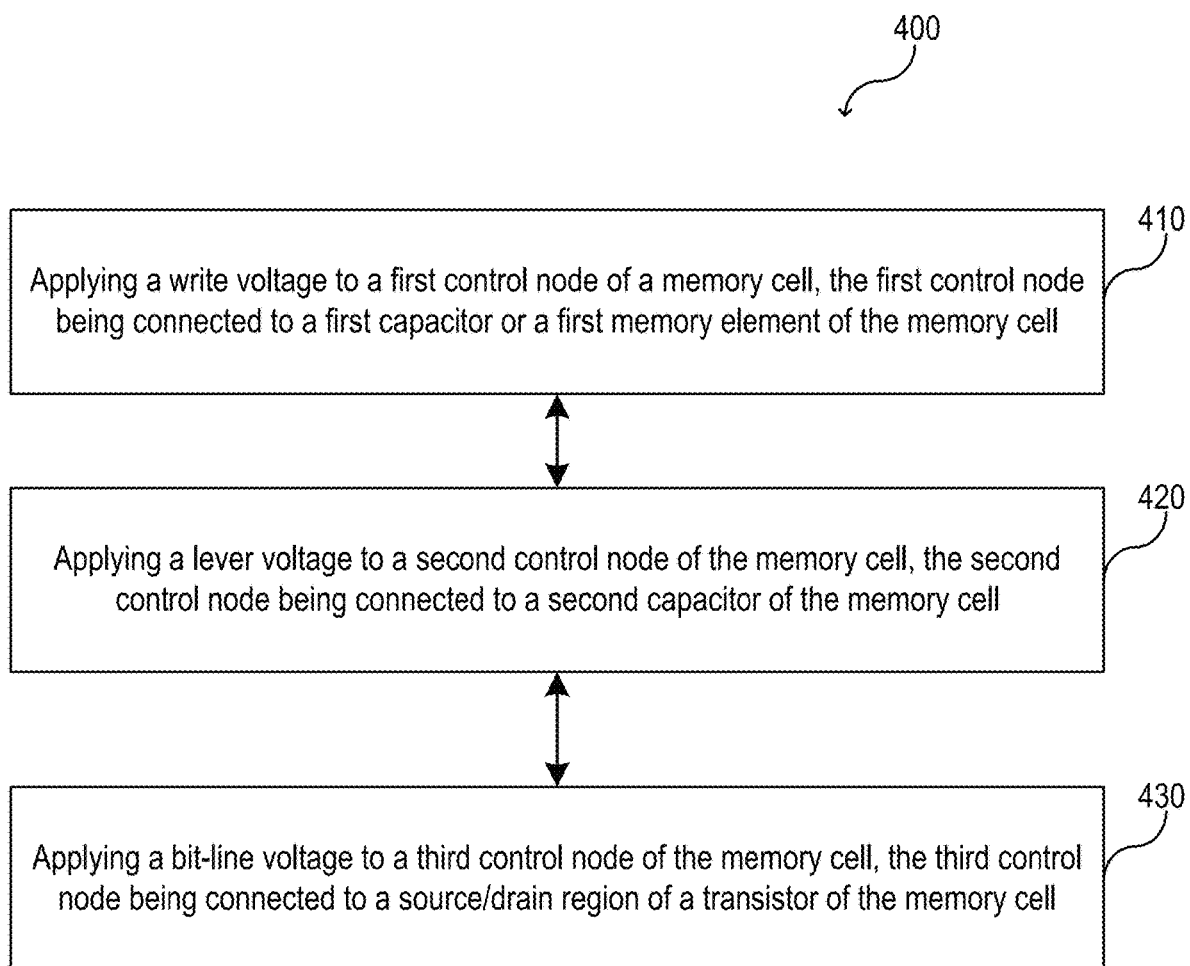 400
410
Applying a write voltage to a first control node of a memory cell, the first control node
being connected to a first capacitor or a first memory element of the memory cell
420
Applying a lever voltage to a second control node of the memory cell, the second
control node being connected to a second capacitor of the memory cell
430
Applying a bit-line voltage to a third control node of the memory cell, the third control
node being connected to a source/drain region of a transistor of the memory cell